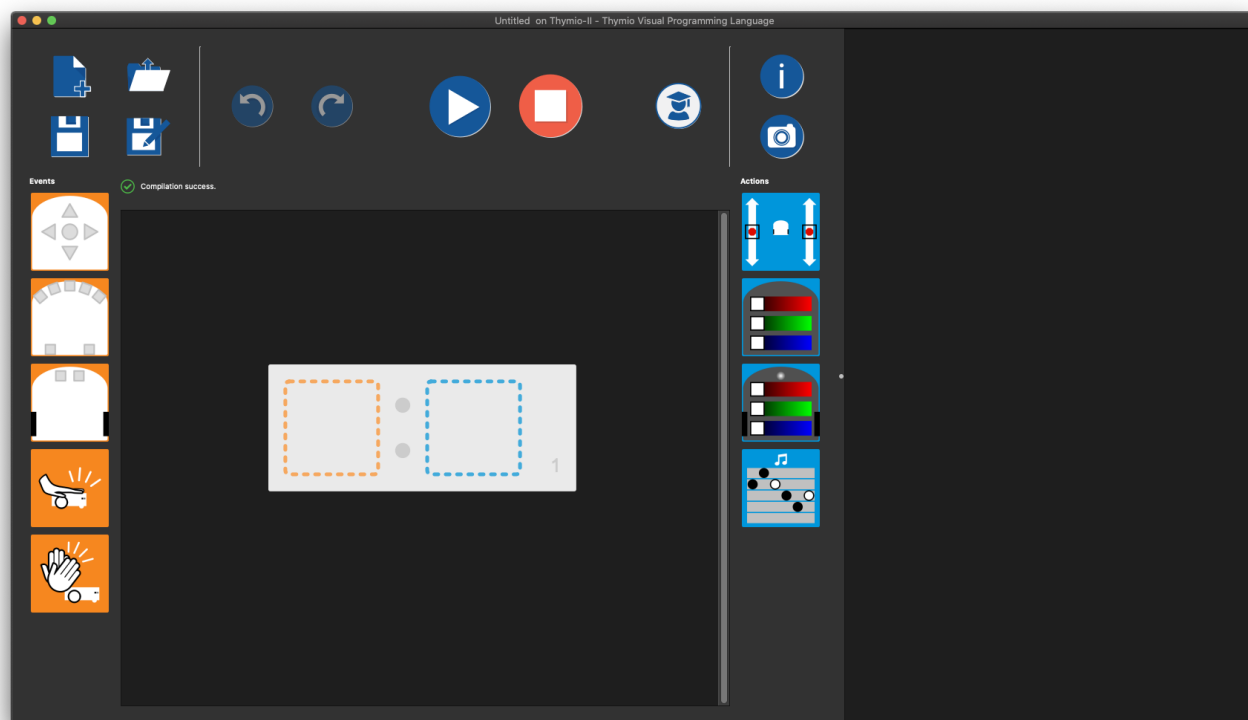 Untitled on Thymio-II - Thymio Visual Programming Language
i
Events
Compilation success.
Actions
1